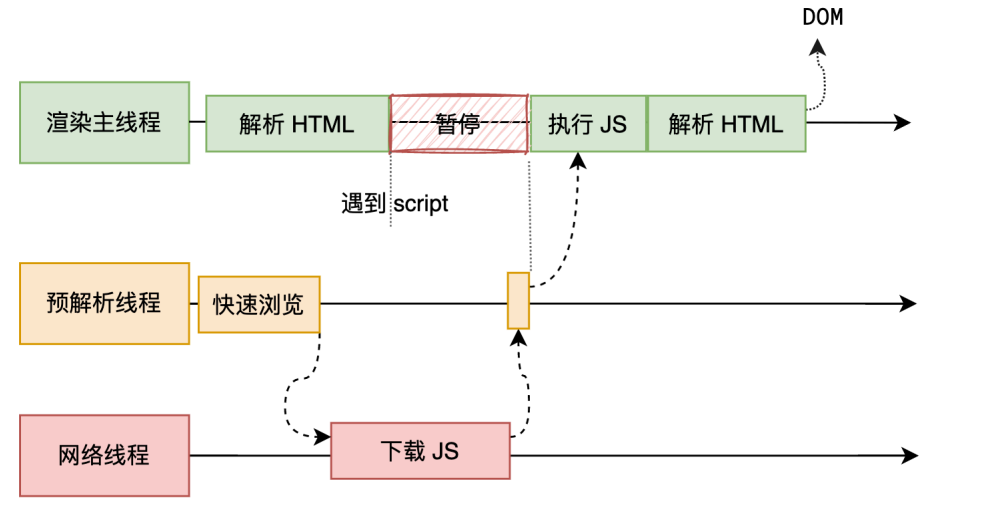 DOM
渲染主线程
解析 HTML
暂停
执行 JS
解析 HTML
遇到 script
预解析线程
快速浏览
网络线程
下载 JS